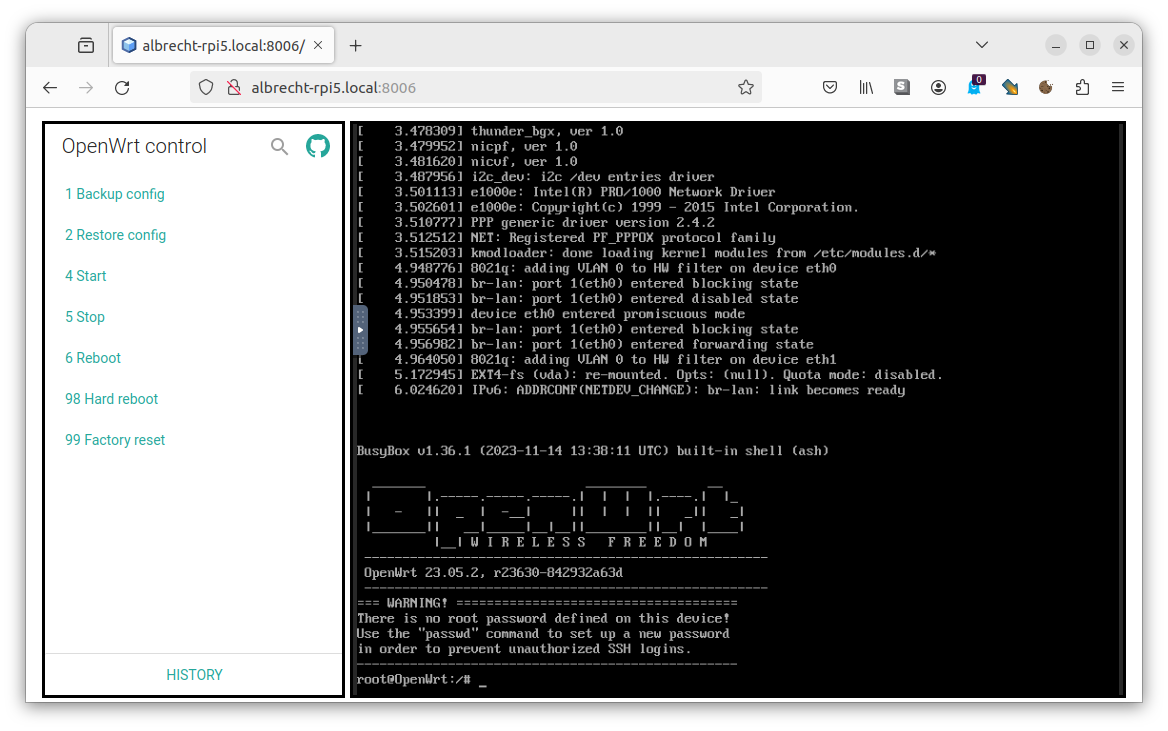 albrecht-rpi5.local:8006/
albrecht-rpi5.local:8006
S
0
OpenWrt control
1 Backup config
2 Restore config
4 Start
5 Stop
6 Reboot
98 Hard reboot
99 Factory reset
HISTORY
[    3.478309] thunder_bgx, ver 1.0
[    3.479952] nicpf, ver 1.0
[    3.481620] nicvf, ver 1.0
[    3.487956] i2c_dev: i2c /dev entries driver
[    3.501113] e1000e: Intel(R) PRO/1000 Network Driver
[    3.502601] e1000e: Copyright(c) 1999 - 2015 Intel Corporation.
[    3.510777] PPP generic driver version 2.4.2
[    3.512512] NET: Registered PF_PPPOX protocol family
[    3.515203] kmodloader: done loading kernel modules from /etc/modules.d/*
[    4.948776] 8021q: adding VLAN 0 to HW filter on device eth0
[    4.950478] br-lan: port 1(eth0) entered blocking state
[    4.951853] br-lan: port 1(eth0) entered disabled state
[    4.953399] device eth0 entered promiscuous mode
[    4.955654] br-lan: port 1(eth0) entered blocking state
[    4.956982] br-lan: port 1(eth0) entered forwarding state
[    4.964050] 8021q: adding VLAN 0 to HW filter on device eth1
[    5.172945] EXT4-fs (vda): re-mounted. Opts: (null). Quota mode: disabled.
[    6.024620] IPv6: ADDRCONF(NETDEV_CHANGE): br-lan: link becomes ready
BusyBox v1.36.1 (2023-11-14 13:38:11 UTC) built-in shell (ash)
OpenWrt
W I R E L E S S   F R E E D O M
-----------------------------------------------------
OpenWrt 23.05.2, r23630-842932a63d
-----------------------------------------------------
=== WARNING! =====================================
There is no root password defined on this device!
Use the "passwd" command to set up a new password
in order to prevent unauthorized SSH logins.
--------------------------------------------------
root@OpenWrt:/# _